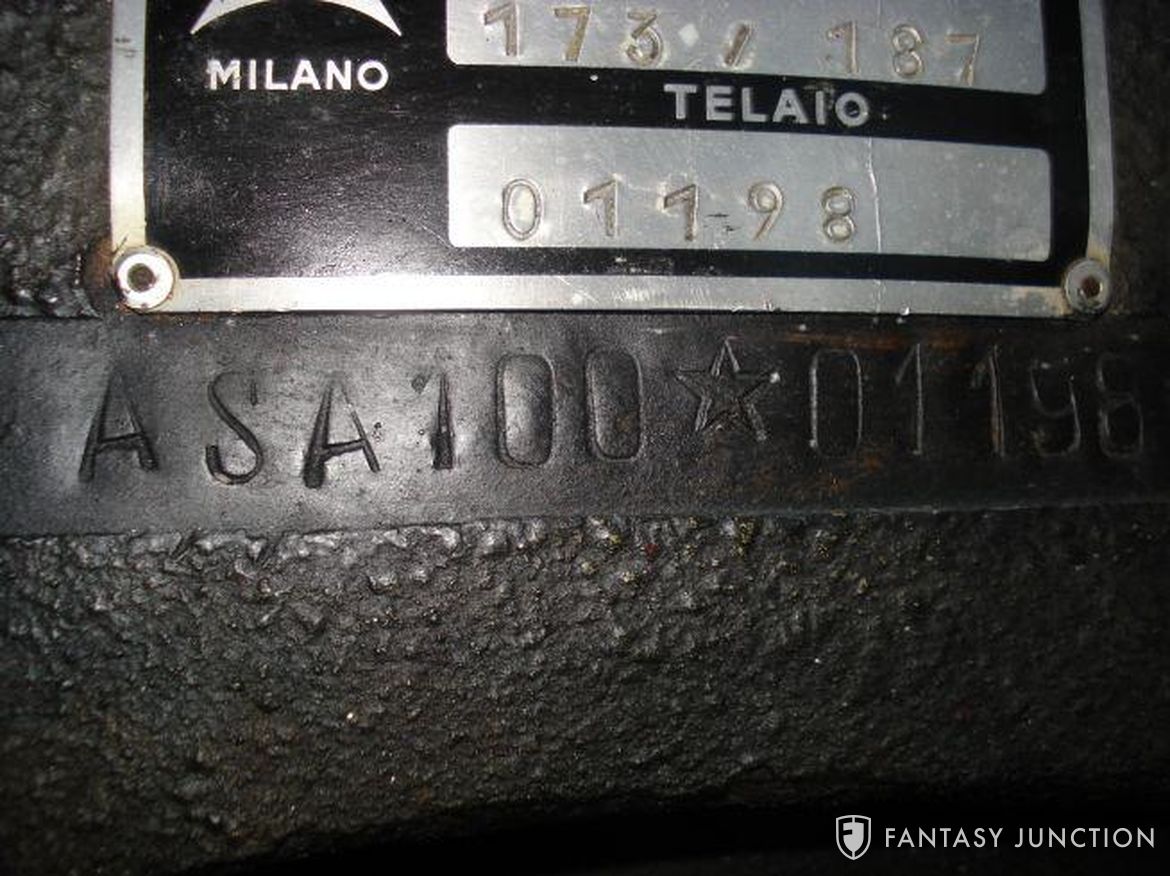 173/187
MILANO
TELAIO
01198
ASA100☆01198
FANTASY JUNCTION